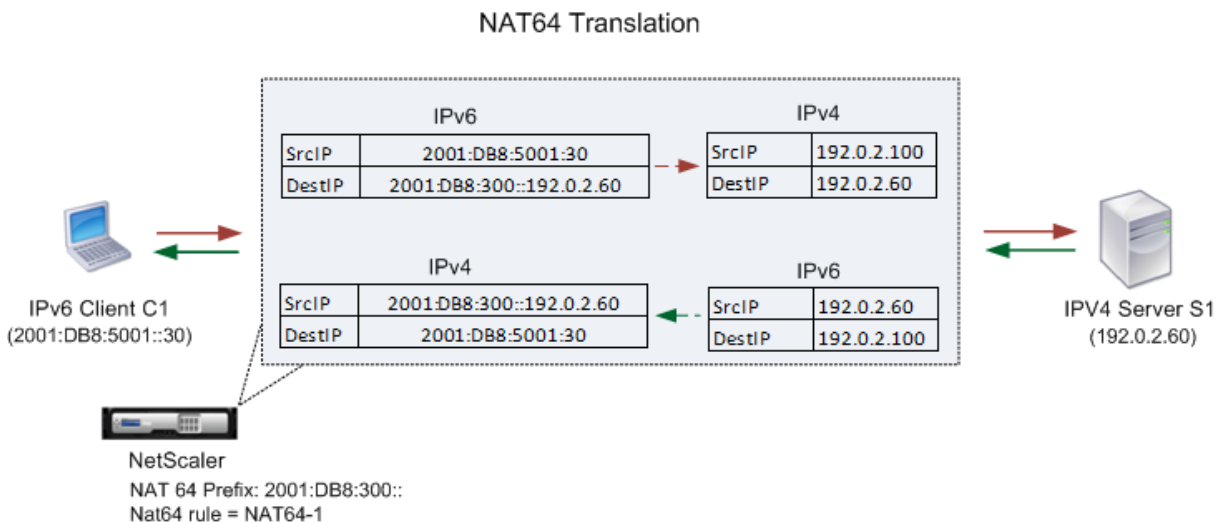 NAT64 Translation
IPv6
IPv4
SrcIP 2001:DB8:5001:30
DestIP 2001:DB8:300::192.0.2.60
SrcIP 192.0.2.100
DestIP 192.0.2.60
IPv4
IPv6
SrcIP 2001:DB8:300::192.0.2.60
DestIP 2001:DB8:5001:30
SrcIP 192.0.2.60
DestIP 192.0.2.100
IPv6 Client C1
(2001:DB8:5001::30)
IPV4 Server S1
(192.0.2.60)
NetScaler
NAT 64 Prefix: 2001:DB8:300::
Nat64 rule = NAT64-1